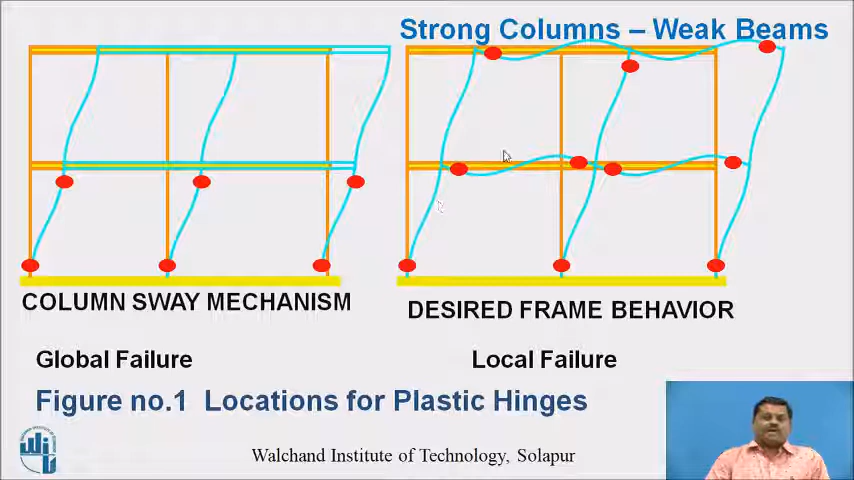 Strong Columns – Weak Beams
COLUMN SWAY MECHANISM
DESIRED FRAME BEHAVIOR
Global Failure
Local Failure
Figure no.1 Locations for Plastic Hinges
Walchand Institute of Technology, Solapur